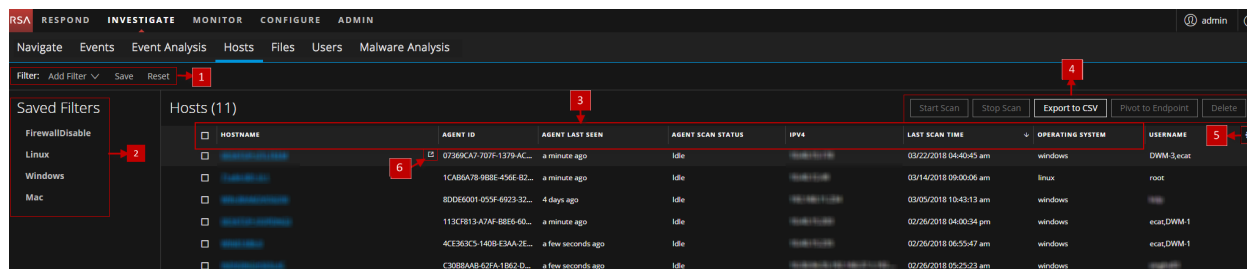 RSA RESPOND INVESTIGATE MONITOR CONFIGURE ADMIN admin
Navigate Events Event Analysis Hosts Files Users Malware Analysis
Filter: Add Filter Save Reset 1
4
Saved Filters
FirewallDisable
Linux
Windows
Mac
2
Hosts (11)
3
Start Scan Stop Scan Export to CSV Pivot to Endpoint Delete
HOSTNAME AGENT ID AGENT LAST SEEN AGENT SCAN STATUS IPV4 LAST SCAN TIME OPERATING SYSTEM USERNAME 5
6 07369CA7-707F-1379-AC... a minute ago Idle 03/22/2018 04:40:45 am windows DWM-3,ecat
1CAB6A78-9B8E-456E-B2... a minute ago Idle 03/14/2018 09:00:06 am linux root
8DDE6001-055F-6923-32... 4 days ago Idle 03/05/2018 10:43:13 am windows
113CF813-A7AF-B8E6-60... a minute ago Idle 02/26/2018 04:00:34 pm windows ecat,DWM-1
4CE363C5-140B-E3AA-2E... a few seconds ago Idle 02/26/2018 06:55:47 am windows ecat,DWM-1
C30B8AAB-62FA-1B62-D... a few seconds ago Idle 02/26/2018 05:25:23 am windows